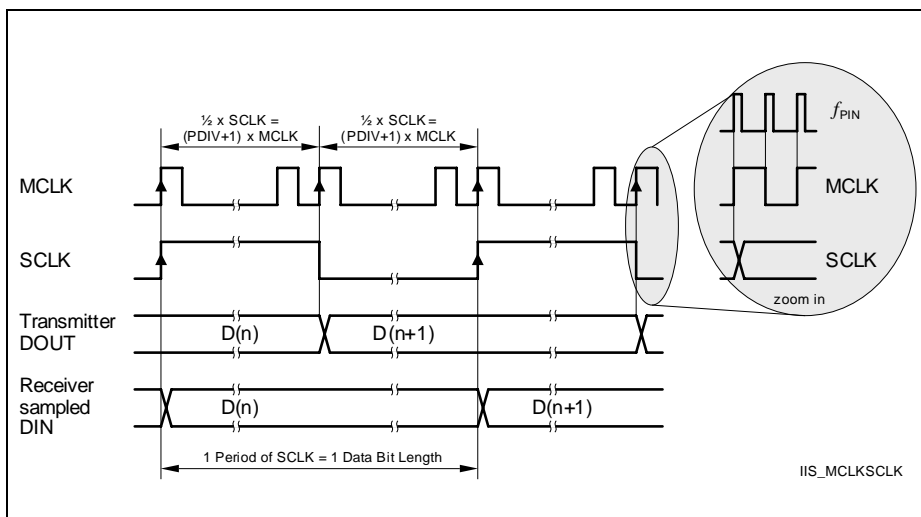 ½ x SCLK =
(PDIV+1) x MCLK
½ x SCLK =
(PDIV+1) x MCLK
fPIN
MCLK
MCLK
SCLK
SCLK
zoom in
Transmitter
DOUT
D(n)
D(n+1)
Receiver
sampled
DIN
D(n)
D(n+1)
1 Period of SCLK = 1 Data Bit Length
IIS_MCLKSCLK